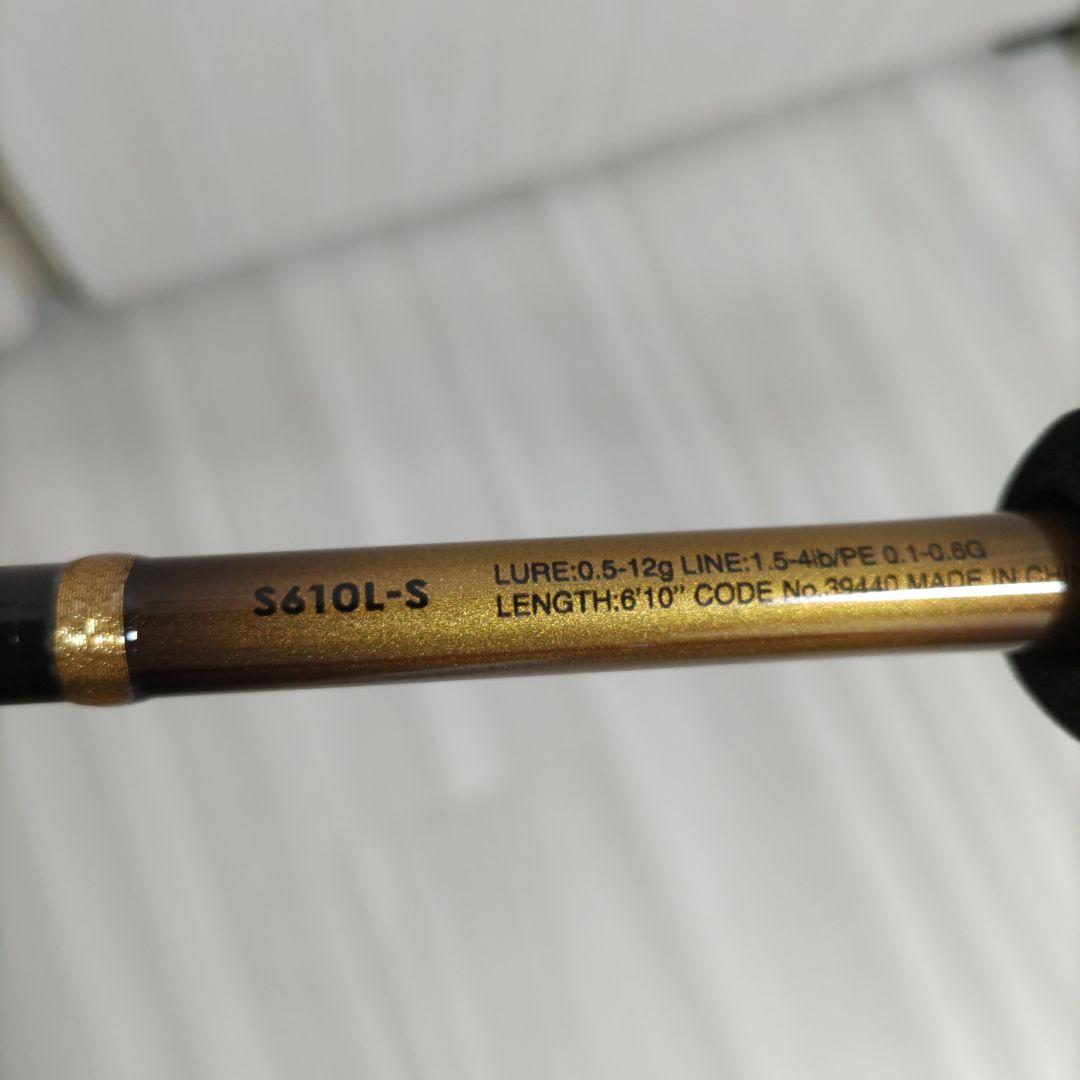 S610L-S
LURE:0.5-12g LINE:1.5-4lb/PE 0.1-0.8G
LENGTH:6'10" CODE No.39440 MADE IN